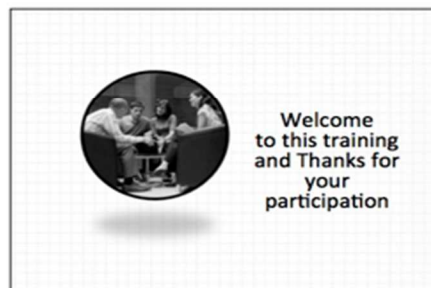 Welcome
to this training
and Thanks for
your
participation